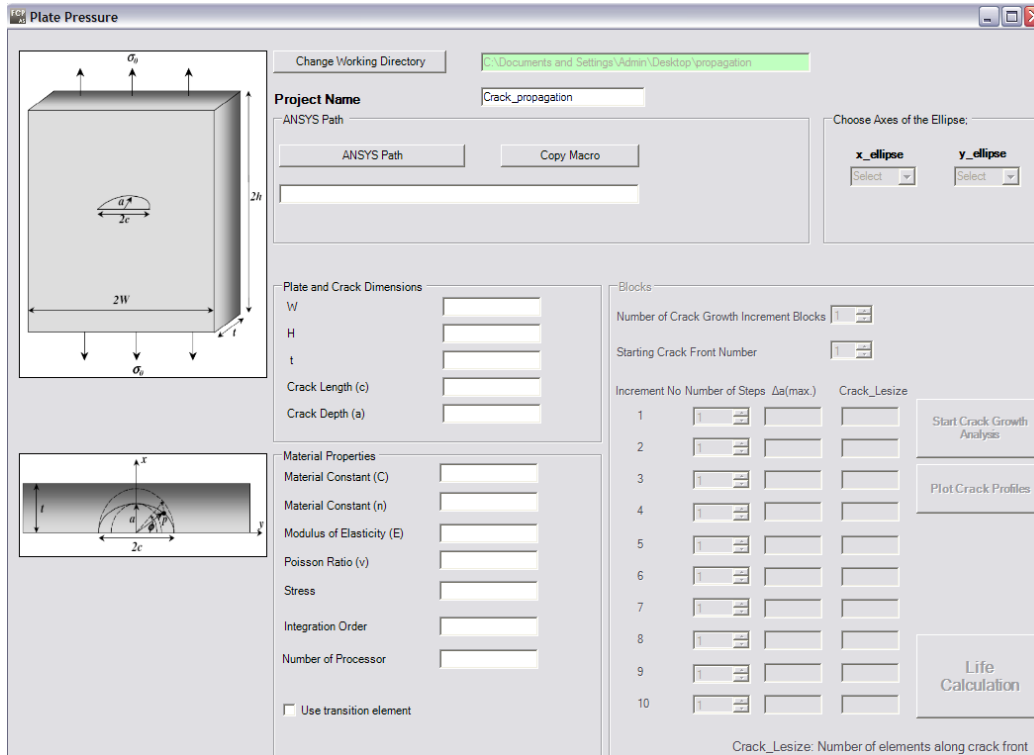 FCP
AS
Plate Pressure
σ₀
a
2c
2h
2W
t
σ₀
Change Working Directory
C:\Documents and Settings\Admin\Desktop\propagation
Project Name
Crack_propagation
ANSYS Path
ANSYS Path
Copy Macro
Choose Axes of the Ellipse;
x_ellipse
y_ellipse
Select
Select
Plate and Crack Dimensions
W
H
t
Crack Length (c)
Crack Depth (a)
x
t
a
ϕ
p
y
2c
Material Properties
Material Constant (C)
Material Constant (n)
Modulus of Elasticity (E)
Poisson Ratio (v)
Stress
Integration Order
Number of Processor
Use transition element
Blocks
Number of Crack Growth Increment Blocks 1
Starting Crack Front Number 1
Increment No Number of Steps Δa(max.) Crack_Lesize
1 1
2 1
3 1
4 1
5 1
6 1
7 1
8 1
9 1
10 1
Start Crack Growth
Analysis
Plot Crack Profiles
Life
Calculation
Crack_Lesize: Number of elements along crack front